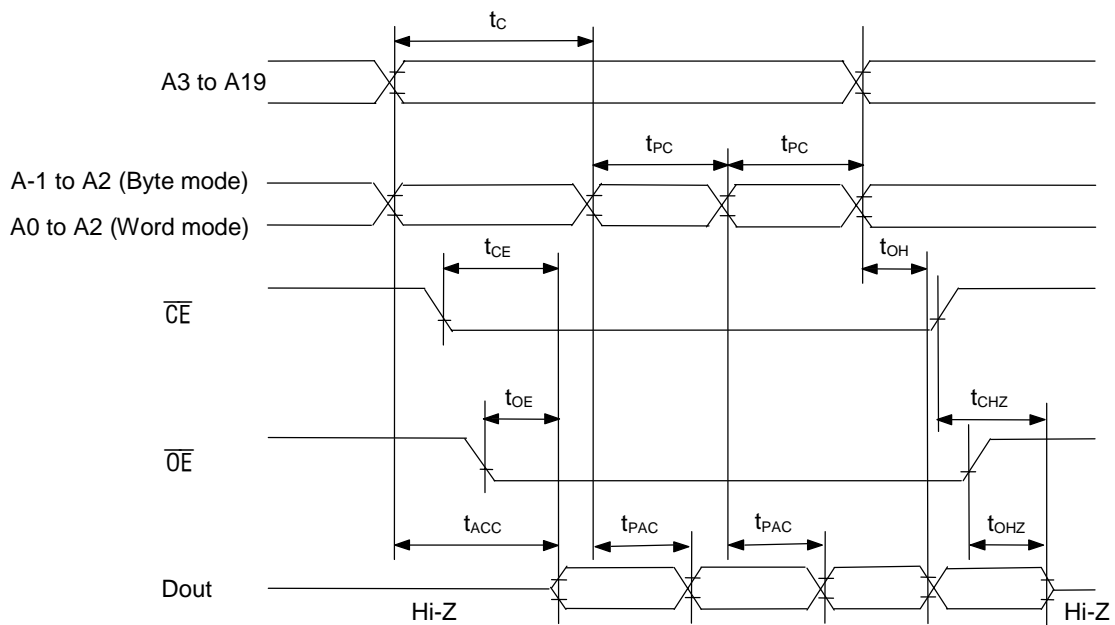 tC
A3 to A19
tPC tPC
A-1 to A2 (Byte mode)
A0 to A2 (Word mode)
tCE tOH
CE
tOE tCHZ
OE
tACC tPAC tPAC tOHZ
Dout
Hi-Z Hi-Z